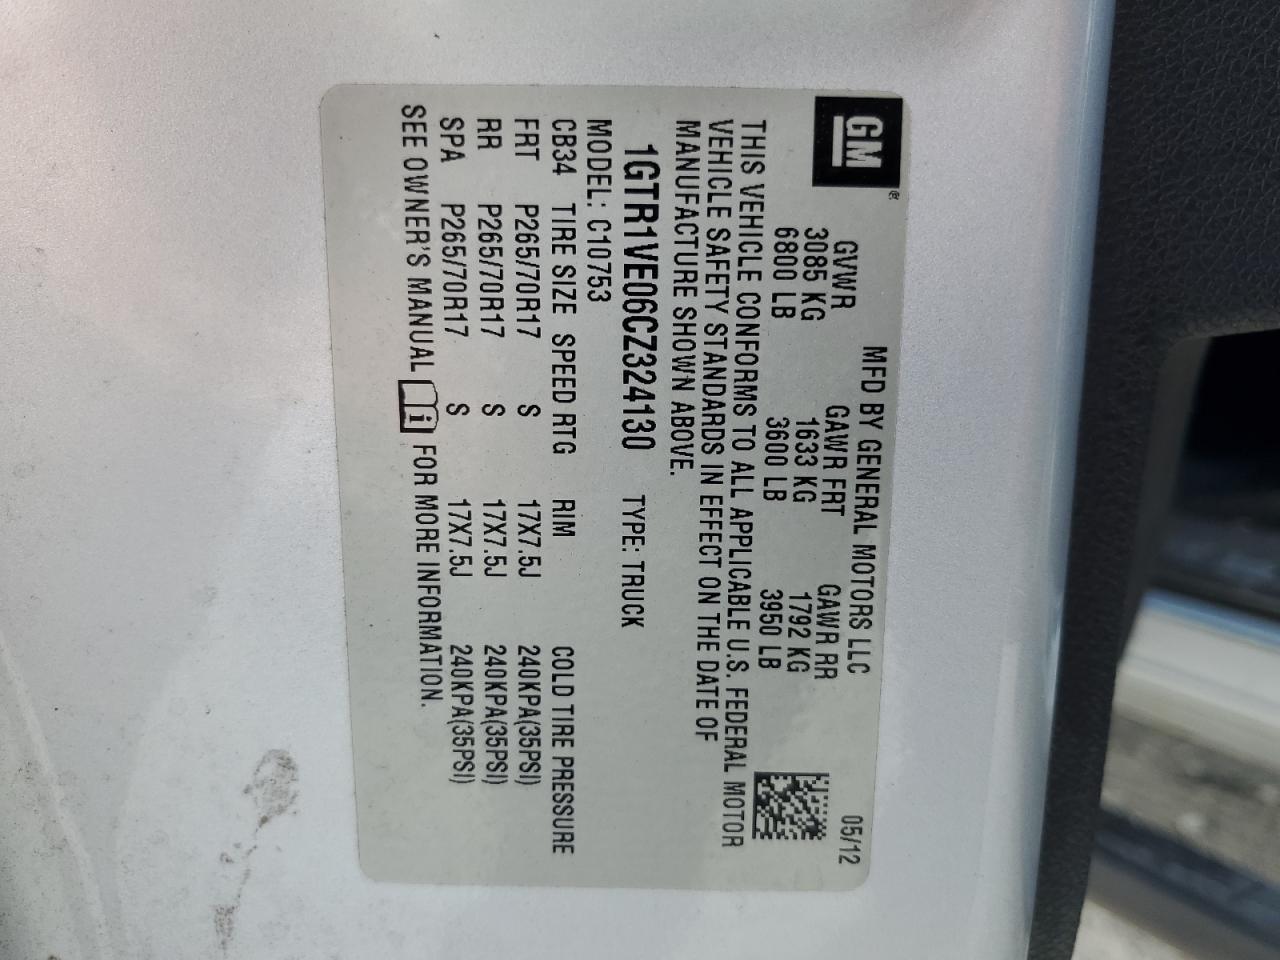 GM®
MFD BY GENERAL MOTORS LLC 05/12
GVWR GAWR FRT GAWR RR
3085 KG 1633 KG 1792 KG
6800 LB 3600 LB 3950 LB
THIS VEHICLE CONFORMS TO ALL APPLICABLE U.S. FEDERAL MOTOR
VEHICLE SAFETY STANDARDS IN EFFECT ON THE DATE OF
MANUFACTURE SHOWN ABOVE.
1GTR1VE06CZ324130 TYPE: TRUCK
MODEL: C10753
CB34 TIRE SIZE SPEED RTG RIM COLD TIRE PRESSURE
FRT P265/70R17 S 17X7.5J 240KPA(35PSI)
RR P265/70R17 S 17X7.5J 240KPA(35PSI)
SPA P265/70R17 S 17X7.5J 240KPA(35PSI)
SEE OWNER'S MANUAL i FOR MORE INFORMATION.